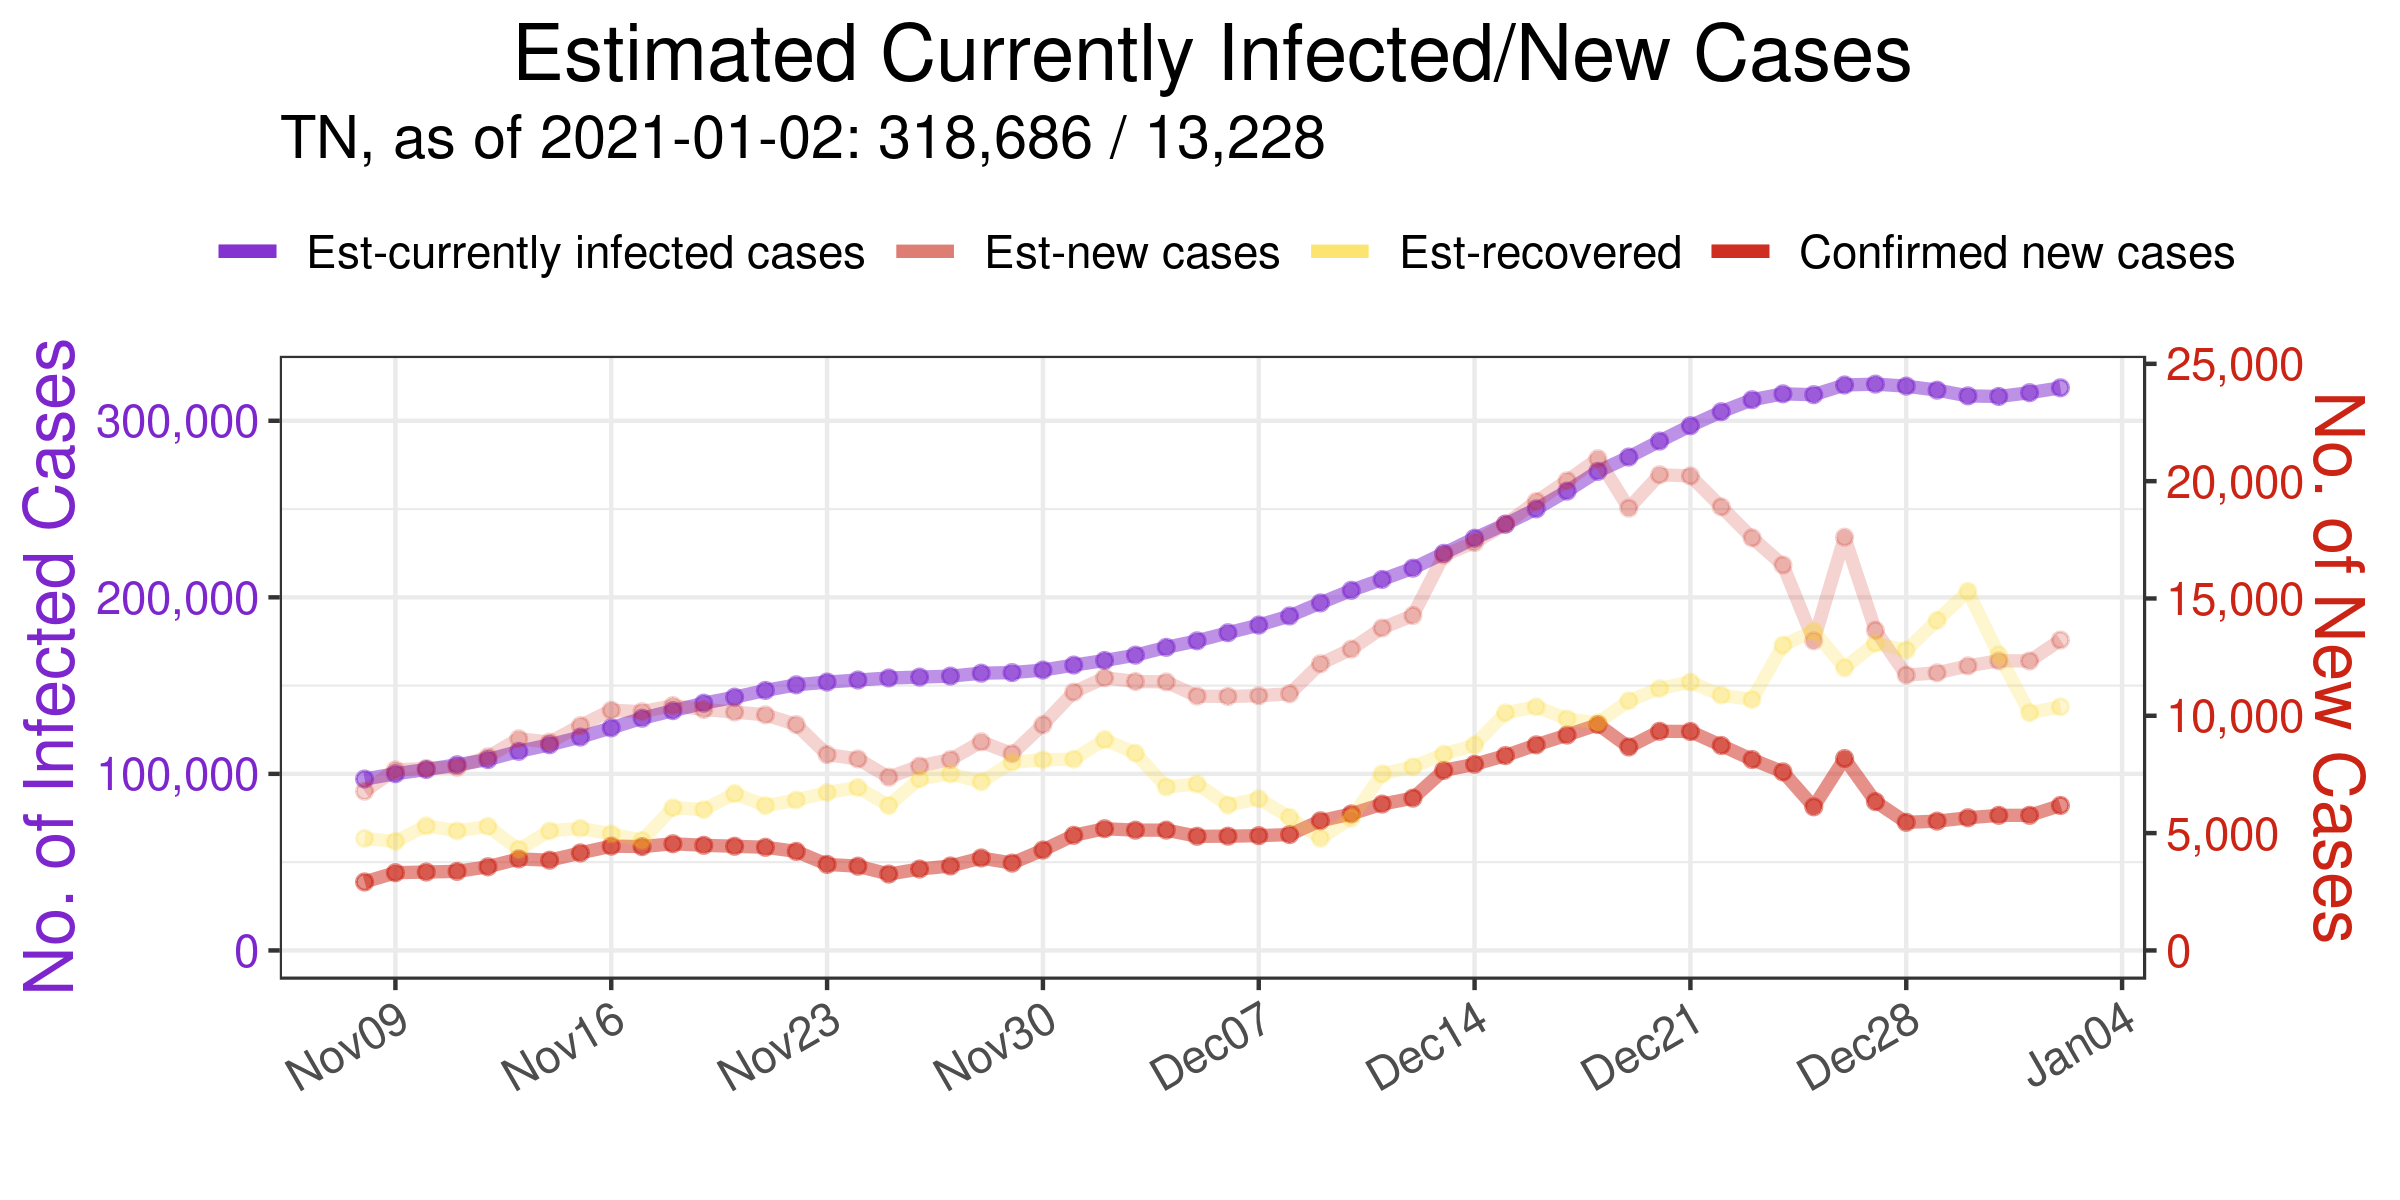 Estimated Currently Infected/New Cases
TN, as of 2021-01-02: 318,686 / 13,228
Est-currently infected cases Est-new cases Est-recovered Confirmed new cases
No. of Infected Cases
300,000
200,000
100,000
0
25,000
20,000
15,000
10,000
5,000
0
No. of New Cases
Nov09 Nov16 Nov23 Nov30 Dec07 Dec14 Dec21 Dec28 Jan04